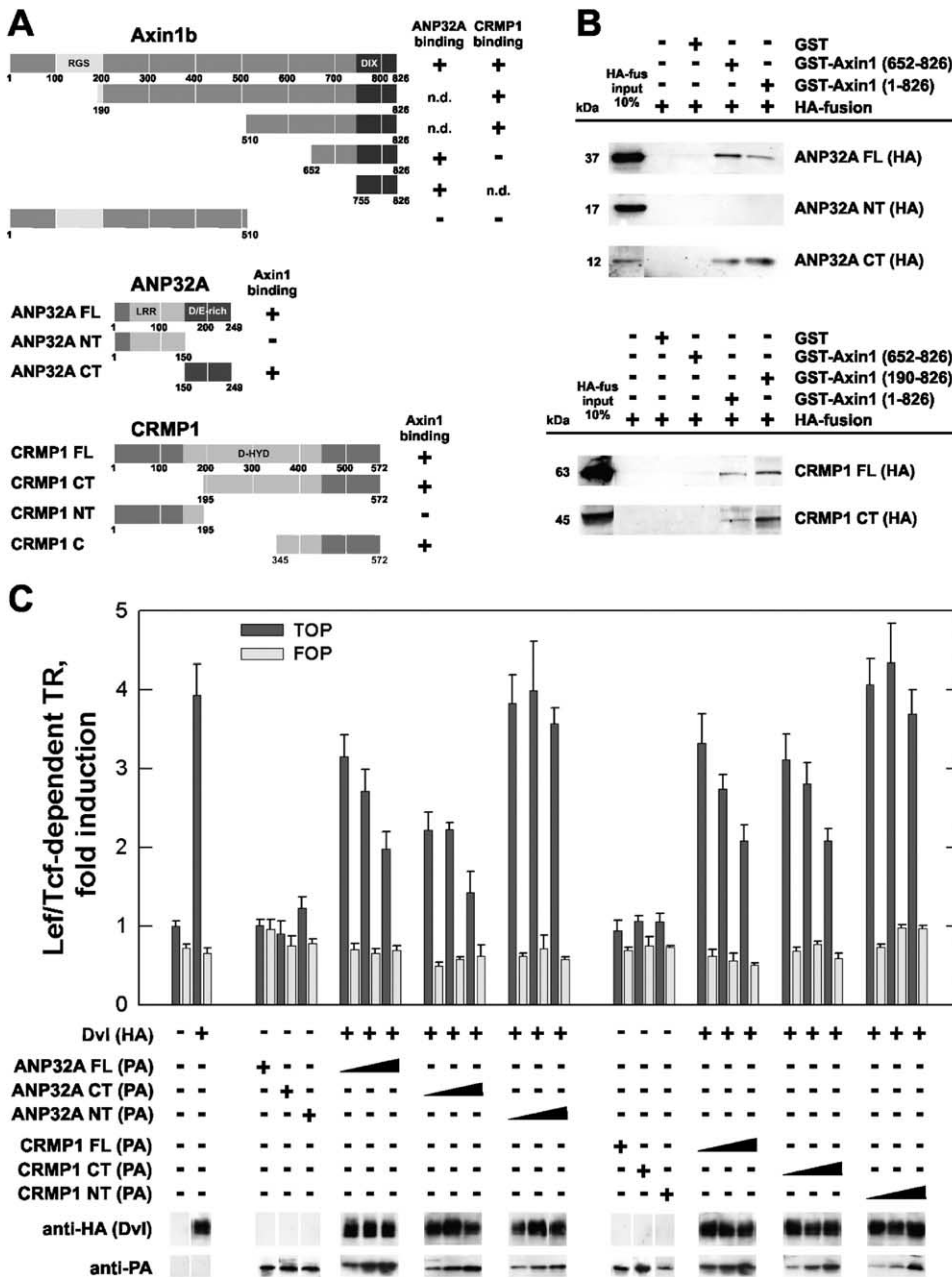 A
Axin1b
ANP32A binding
CRMP1 binding
RGS
DIX
1 100 200 300 400 500 600 700 800 826
+ +
190 826
n.d. +
510 826
n.d. +
652 826
+ -
755 826
+ n.d.
1 510
- -
ANP32A
Axin1 binding
ANP32A FL
LRR
D/E-rich
+
1 100 200 249
ANP32A NT
-
1 150
ANP32A CT
+
150 249
CRMP1
Axin1 binding
CRMP1 FL
D-HYD
+
1 100 200 300 400 500 572
CRMP1 CT
+
195 572
CRMP1 NT
-
1 195
CRMP1 C
+
345 572
B
- + - - GST
- - + - GST-Axin1 (652-826)
- - - + GST-Axin1 (1-826)
+ + + + HA-fusion
kDa
HA-fus input 10%
37 ANP32A FL (HA)
17 ANP32A NT (HA)
12 ANP32A CT (HA)
- + - - - GST
- - + - - GST-Axin1 (652-826)
- - - - + GST-Axin1 (190-826)
- - - + - GST-Axin1 (1-826)
+ + + + + HA-fusion
kDa
HA-fus input 10%
63 CRMP1 FL (HA)
45 CRMP1 CT (HA)
C
Lef/Tcf-dependent TR, fold induction
5
4
3
2
1
0
TOP
FOP
Dvl (HA) - + - - - + + + + + + + + + - - - + + + + + + + + +
ANP32A FL (PA) - - + - - - - - - - - - - - - - - - - - - - - - -
ANP32A CT (PA) - - - + - - - - - - - - - - - - - - - - - - - - -
ANP32A NT (PA) - - - - + - - - - - - - - - - - - - - - - - - - -
CRMP1 FL (PA) - - - - - - - - - - - - - - + - - - - - - - -
CRMP1 CT (PA) - - - - - - - - - - - - - - - + - - - - - - - -
CRMP1 NT (PA) - - - - - - - - - - - - - - - - + - - - - - -
anti-HA (Dvl)
anti-PA